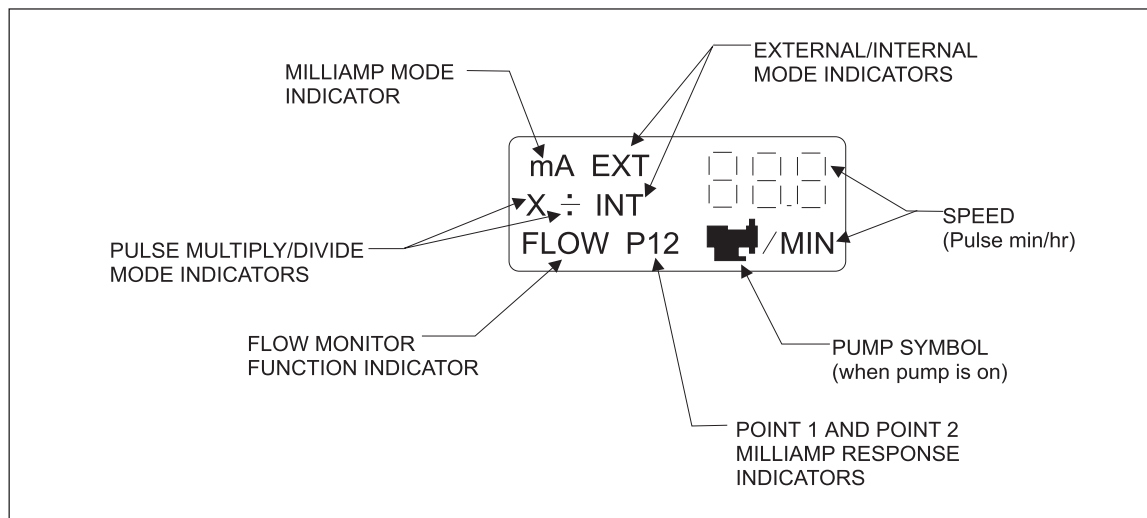 MILLIAMP MODE
INDICATOR
EXTERNAL/INTERNAL
MODE INDICATORS
mA EXT
X ÷ INT
FLOW P12 /MIN
SPEED
(Pulse min/hr)
PULSE MULTIPLY/DIVIDE
MODE INDICATORS
FLOW MONITOR
FUNCTION INDICATOR
PUMP SYMBOL
(when pump is on)
POINT 1 AND POINT 2
MILLIAMP RESPONSE
INDICATORS